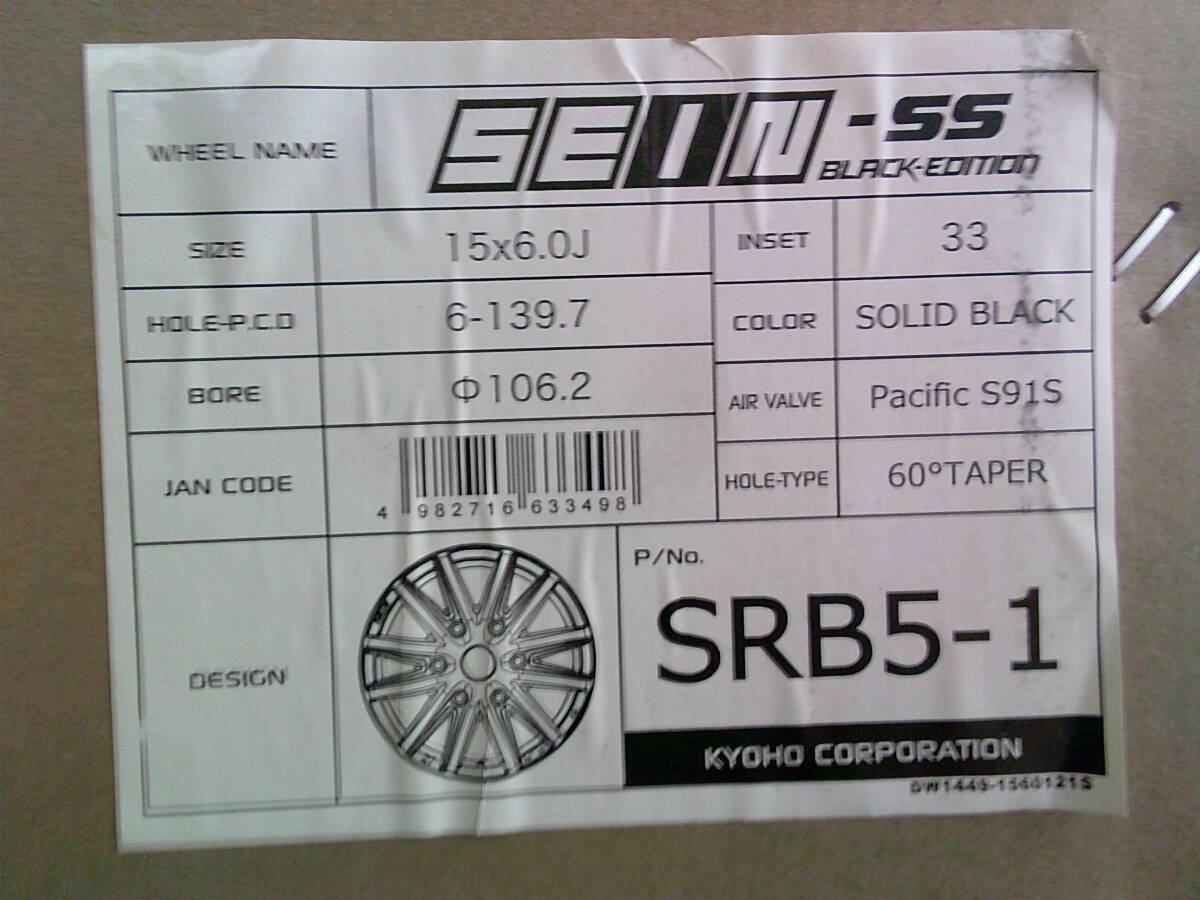 WHEEL NAME
SEIN-SS
BLACK-EDITION
SIZE 15x6.0J INSET 33
HOLE-P.C.D 6-139.7 COLOR SOLID BLACK
BORE Φ106.2 AIR VALVE Pacific S91S
JAN CODE HOLE-TYPE 60°TAPER
4 982716 633498
DESIGN
P/No.
SRB5-1
KYOHO CORPORATION